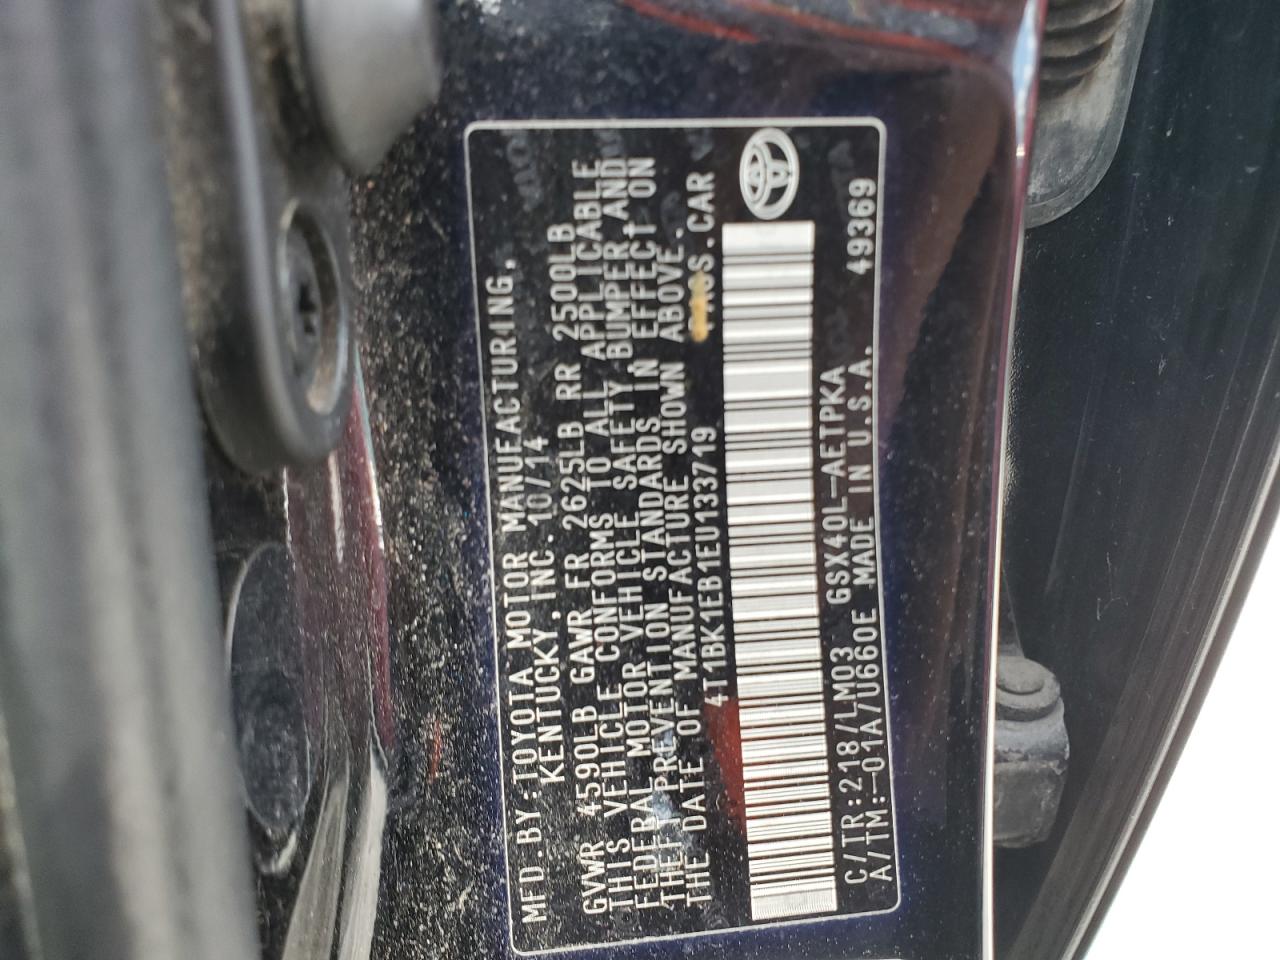 MFD.BY:TOYOTA MOTOR MANUFACTURING,
KENTUCKY,INC. 10/14
GVWR 4590LB GAWR FR 2625LB RR 2500LB
THIS VEHICLE CONFORMS TO ALL APPLICABLE
FEDERAL MOTOR VEHICLE SAFETY,BUMPER AND
THEFT PREVENTION STANDARDS IN EFFECT ON
THE DATE OF MANUFACTURE SHOWN ABOVE.
4T1BK1EB1EU133719 PASS.CAR
C/TR:218/LM03 GSX40L-AETPKA
A/TM:-01A/U660E MADE IN U.S.A. 49369